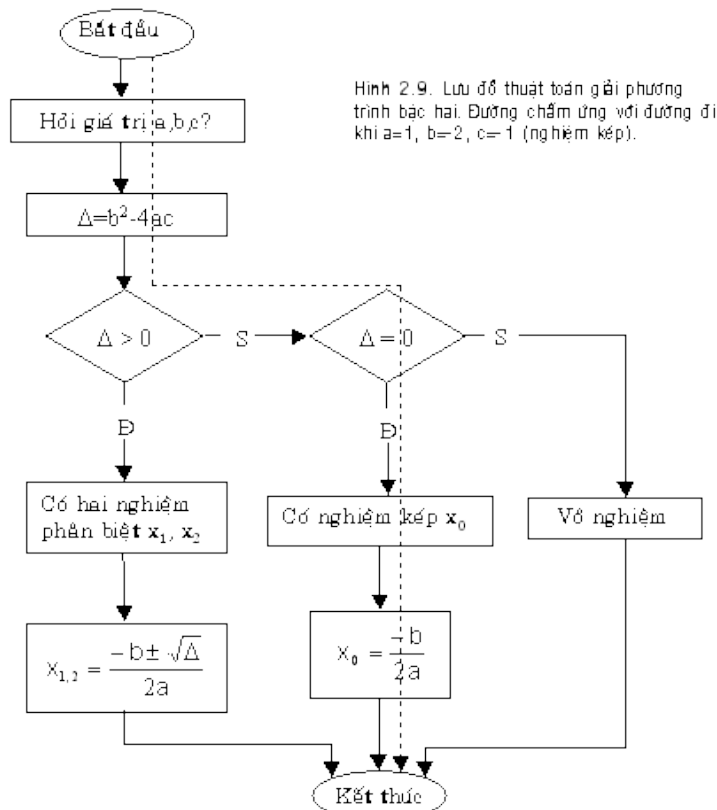 Bắt đầu
Hình 2.9. Lưu đồ thuật toán giải phương
trình bậc hai. Đường chấm ứng với đường đi
khi a=1, b=-2, c=-1 (nghiệm kép).
Hỏi giá trị a,b,c?
Δ=b²-4ac
Δ > 0
S
Δ = 0
S
Đ
Đ
Có hai nghiệm
phân biệt x₁, x₂
Có nghiệm kép x₀
Vô nghiệm
x₁,₂ = (-b ± √Δ) / 2a
x₀ = -b / 2a
Kết thúc